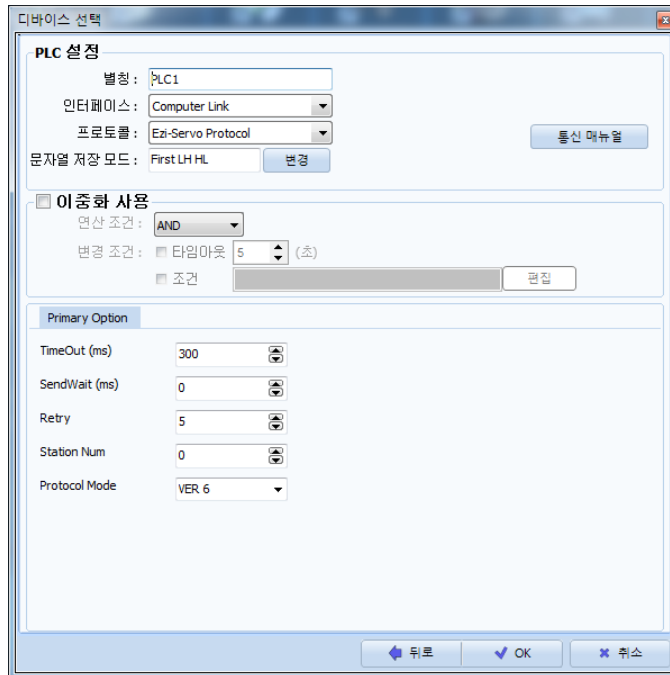 디바이스 선택
PLC 설정
별칭 : PLC1
인터페이스 : Computer Link
프로토콜 : Ezi-Servo Protocol
통신 매뉴얼
문자열 저장 모드 : First LH HL 변경
이중화 사용
연산 조건 : AND
변경 조건 : 타임아웃 5 (초)
조건 편집
Primary Option
TimeOut (ms) 300
SendWait (ms) 0
Retry 5
Station Num 0
Protocol Mode VER 6
뒤로 OK 취소